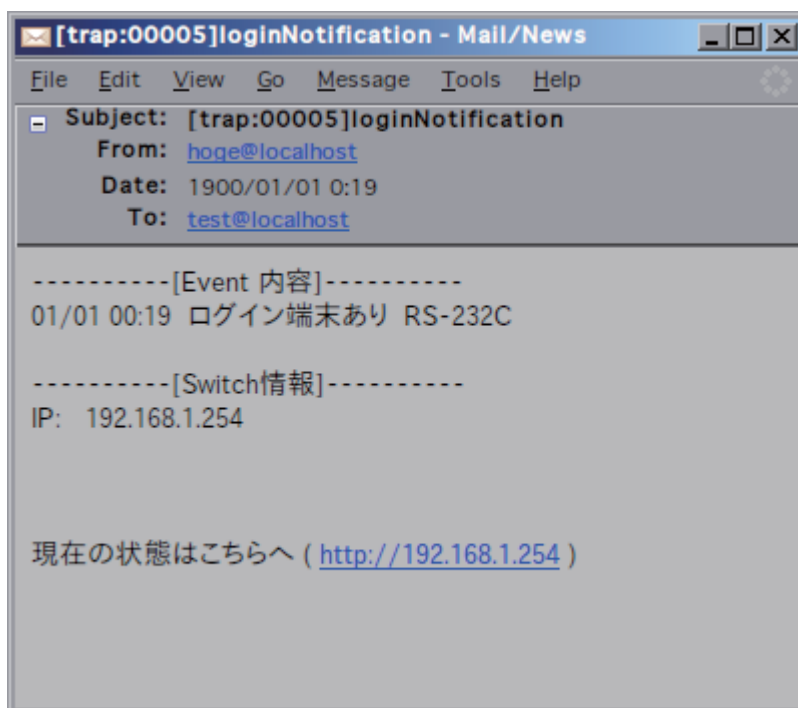 [trap:00005]loginNotification - Mail/News
File Edit View Go Message Tools Help
Subject: [trap:00005]loginNotification
From: hoge@localhost
Date: 1900/01/01 0:19
To: test@localhost
----------[Event 内容]----------
01/01 00:19 ログイン端末あり RS-232C
----------[Switch情報]----------
IP: 192.168.1.254
現在の状態はこちらへ ( http://192.168.1.254 )